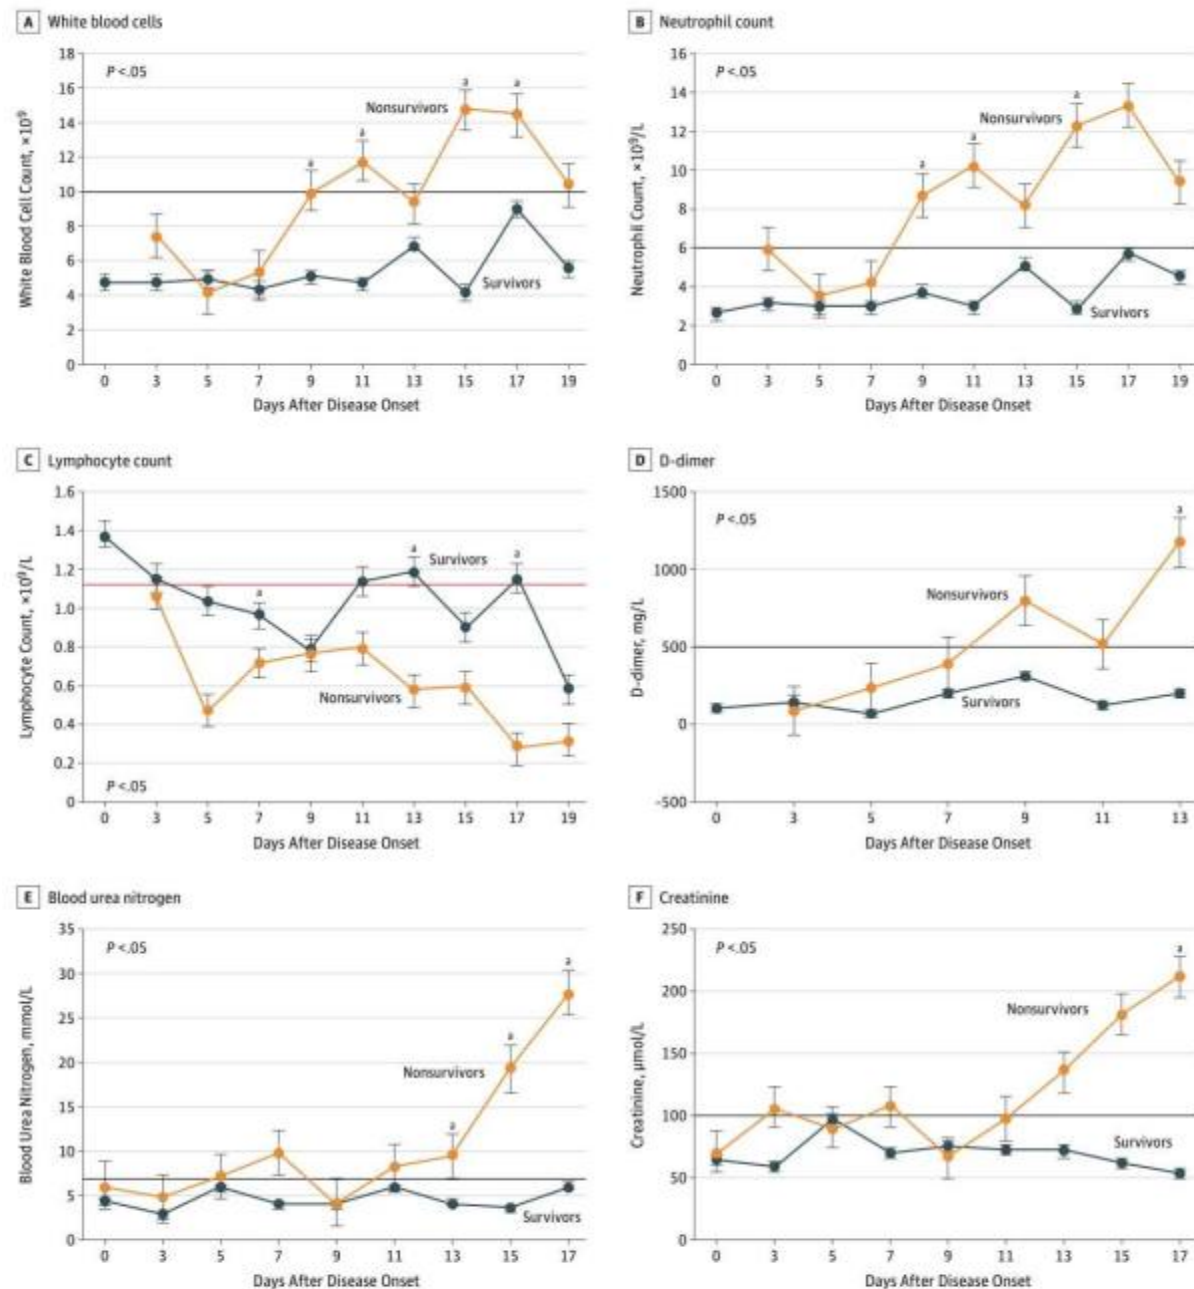 A White blood cells
P <.05
White Blood Cell Count, ×10⁹
18
16
14
12
10
8
6
4
2
0
Nonsurvivors
Survivors
a
a
a
a
0 3 5 7 9 11 13 15 17 19
Days After Disease Onset
B Neutrophil count
P <.05
Neutrophil Count, ×10⁹/L
16
14
12
10
8
6
4
2
0
Nonsurvivors
Survivors
a
a
a
0 3 5 7 9 11 13 15 17 19
Days After Disease Onset
C Lymphocyte count
Lymphocyte Count, ×10⁹/L
1.6
1.4
1.2
1.0
0.8
0.6
0.4
0.2
0
a
a
a
Survivors
Nonsurvivors
P <.05
0 3 5 7 9 11 13 15 17 19
Days After Disease Onset
D D-dimer
P <.05
D-dimer, mg/L
1500
1000
500
0
-500
a
Nonsurvivors
Survivors
0 3 5 7 9 11 13
Days After Disease Onset
E Blood urea nitrogen
P <.05
Blood Urea Nitrogen, mmol/L
35
30
25
20
15
10
5
0
a
a
a
Nonsurvivors
Survivors
0 3 5 7 9 11 13 15 17
Days After Disease Onset
F Creatinine
P <.05
Creatinine, μmol/L
250
200
150
100
50
0
a
Nonsurvivors
Survivors
0 3 5 7 9 11 13 15 17
Days After Disease Onset